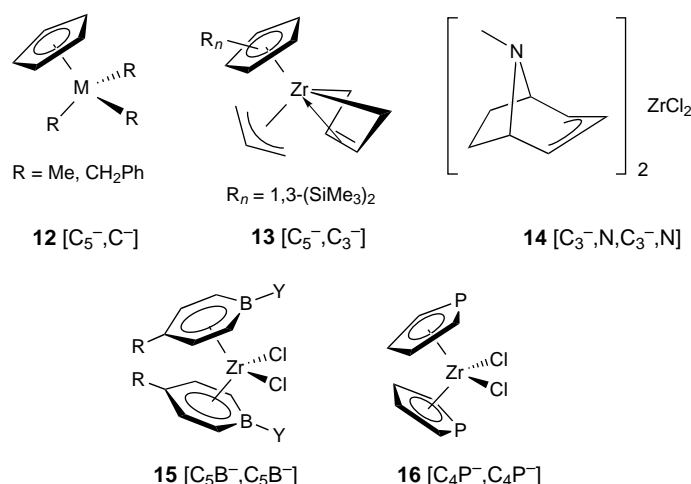 R
M
R
R
R = Me, CH2Ph
12 [C5–,C–]
Rn
Zr
Rn = 1,3-(SiMe3)2
13 [C5–,C3–]
N
2
ZrCl2
14 [C3–,N,C3–,N]
B
Y
R
Zr
Cl
Cl
R
B
Y
15 [C5B–,C5B–]
P
Zr
Cl
Cl
P
16 [C4P–,C4P–]